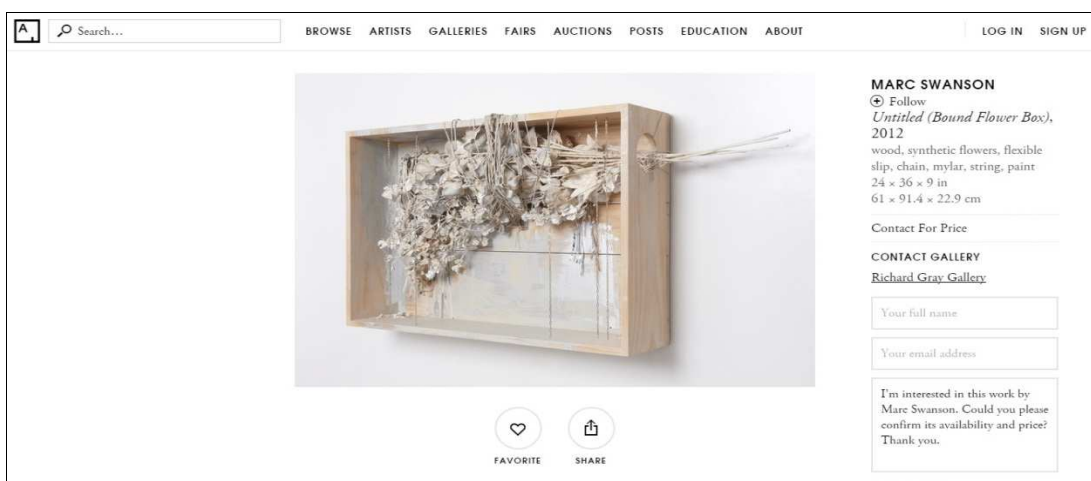 A
Search...
BROWSE ARTISTS GALLERIES FAIRS AUCTIONS POSTS EDUCATION ABOUT
LOG IN SIGN UP
MARC SWANSON
Follow
Untitled (Bound Flower Box),
2012
wood, synthetic flowers, flexible
slip, chain, mylar, string, paint
24 × 36 × 9 in
61 × 91.4 × 22.9 cm
Contact For Price
CONTACT GALLERY
Richard Gray Gallery
Your full name
Your email address
I'm interested in this work by
Marc Swanson. Could you please
confirm its availability and price?
Thank you.
FAVORITE SHARE